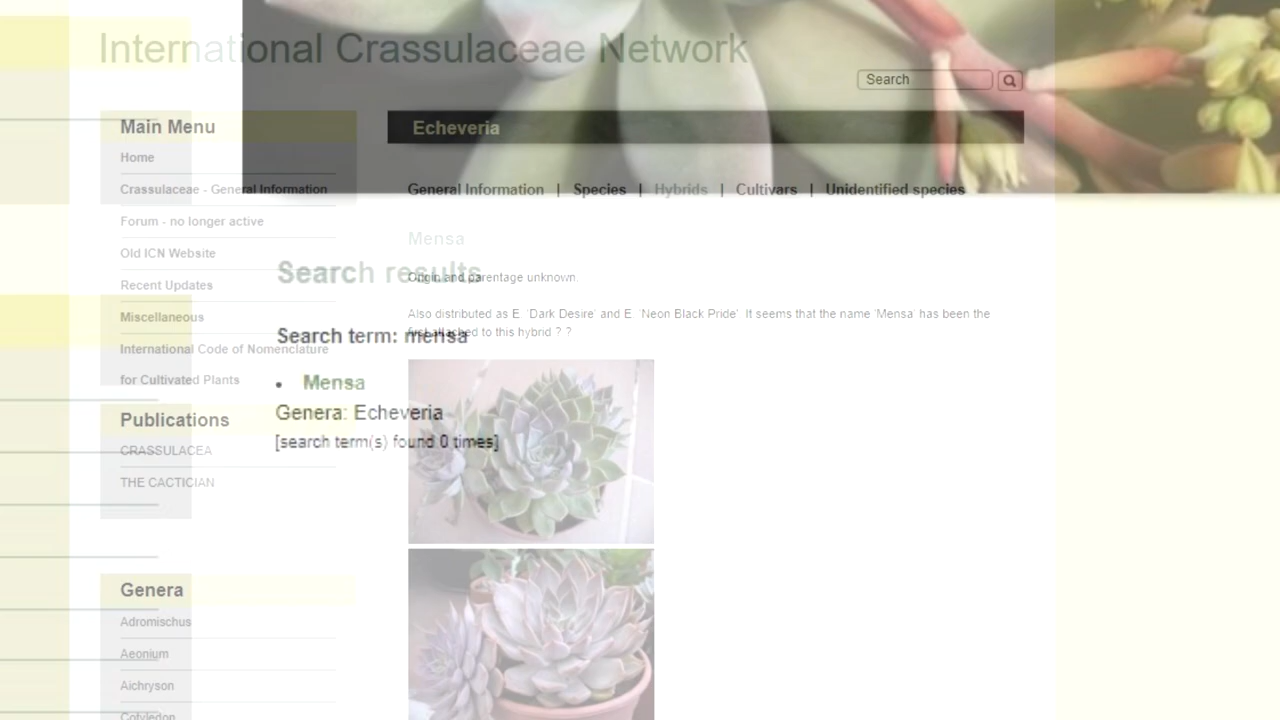 International Crassulaceae Network
Search
Main Menu
Home
Crassulaceae - General Information
Forum - no longer active
Old ICN Website
Recent Updates
Miscellaneous
International Code of Nomenclature
for Cultivated Plants
Publications
CRASSULACEA
THE CACTICIAN
Genera
Adromischus
Aeonium
Aichryson
Cotyledon
Echeveria
General Information | Species | Hybrids | Cultivars | Unidentified species
Mensa
Origin and parentage unknown.
Also distributed as E. 'Dark Desire' and E. 'Neon Black Pride'. It seems that the name 'Mensa' has been the
first attached to this hybrid ? ?
Search results
Search term: mensa
• Mensa
Genera: Echeveria
[search term(s) found 0 times]